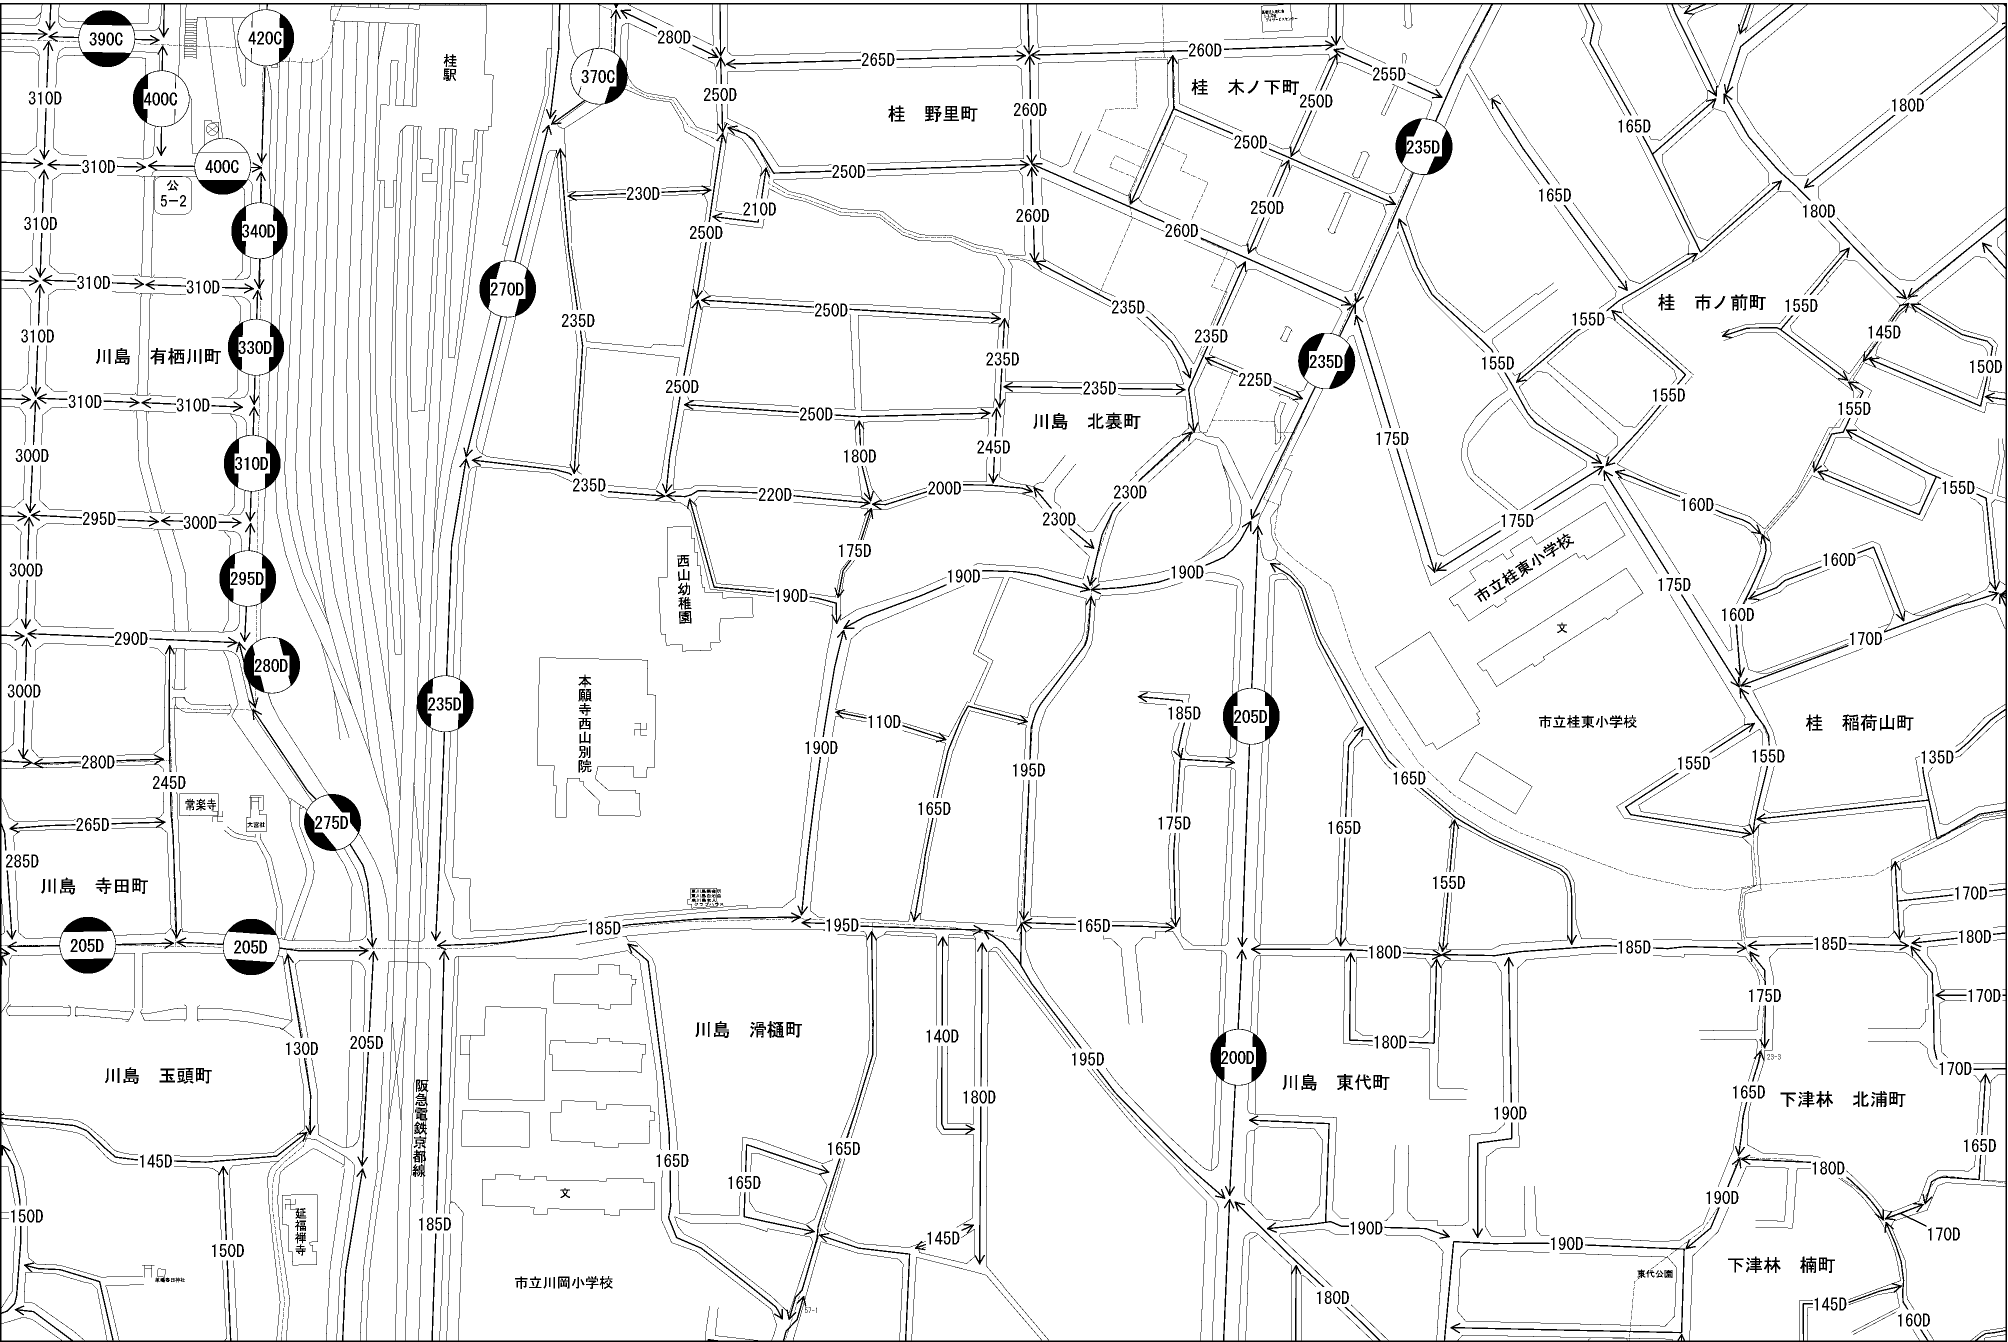 390C
420C
280D
265D
260D
255D
370C
桂駅
310D
400C
250D
桂 野里町
260D
桂 木ノ下町
250D
165D
180D
400C
310D
公
5-2
230D
210D
250D
250D
250D
235D
165D
310D
340D
250D
260D
260D
250D
180D
310D
310D
270D
235D
250D
235D
155D
桂 市ノ前町
155D
145D
310D
川島 有栖川町
330D
235D
235D
235D
225D
235D
155D
150D
310D
310D
250D
250D
235D
川島 北裏町
175D
155D
155D
300D
310D
235D
180D
245D
220D
200D
230D
230D
160D
155D
295D
300D
175D
175D
市立桂東小学校
300D
295D
西山幼稚園
190D
190D
190D
175D
160D
文
160D
290D
280D
170D
300D
235D
本願寺西山別院
110D
190D
185D
205D
市立桂東小学校
桂 稲荷山町
280D
245D
195D
165D
155D
155D
135D
265D
常楽寺
大宮社
275D
165D
175D
165D
285D
川島 寺田町
155D
170D
205D
205D
185D
195D
165D
180D
185D
185D
180D
175D
170D
130D
205D
川島 滑樋町
140D
195D
200D
180D
川島 東代町
23-3
170D
川島 玉頭町
阪急電鉄京都線
180D
190D
165D
下津林 北浦町
145D
165D
165D
165D
180D
165D
150D
延福禅寺
文
190D
190D
170D
150D
185D
145D
190D
下津林 楠町
市立川岡小学校
東代公園
57-1
180D
145D
160D